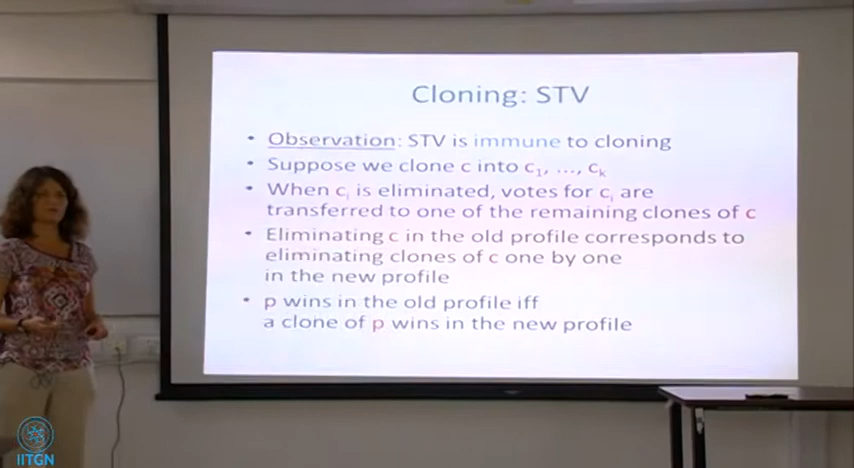 Cloning: STV
• Observation: STV is immune to cloning
• Suppose we clone c into c₁, ..., cₖ
• When cᵢ is eliminated, votes for cᵢ are
transferred to one of the remaining clones of c
• Eliminating c in the old profile corresponds to
eliminating clones of c one by one
in the new profile
• p wins in the old profile iff
a clone of p wins in the new profile
IITGN